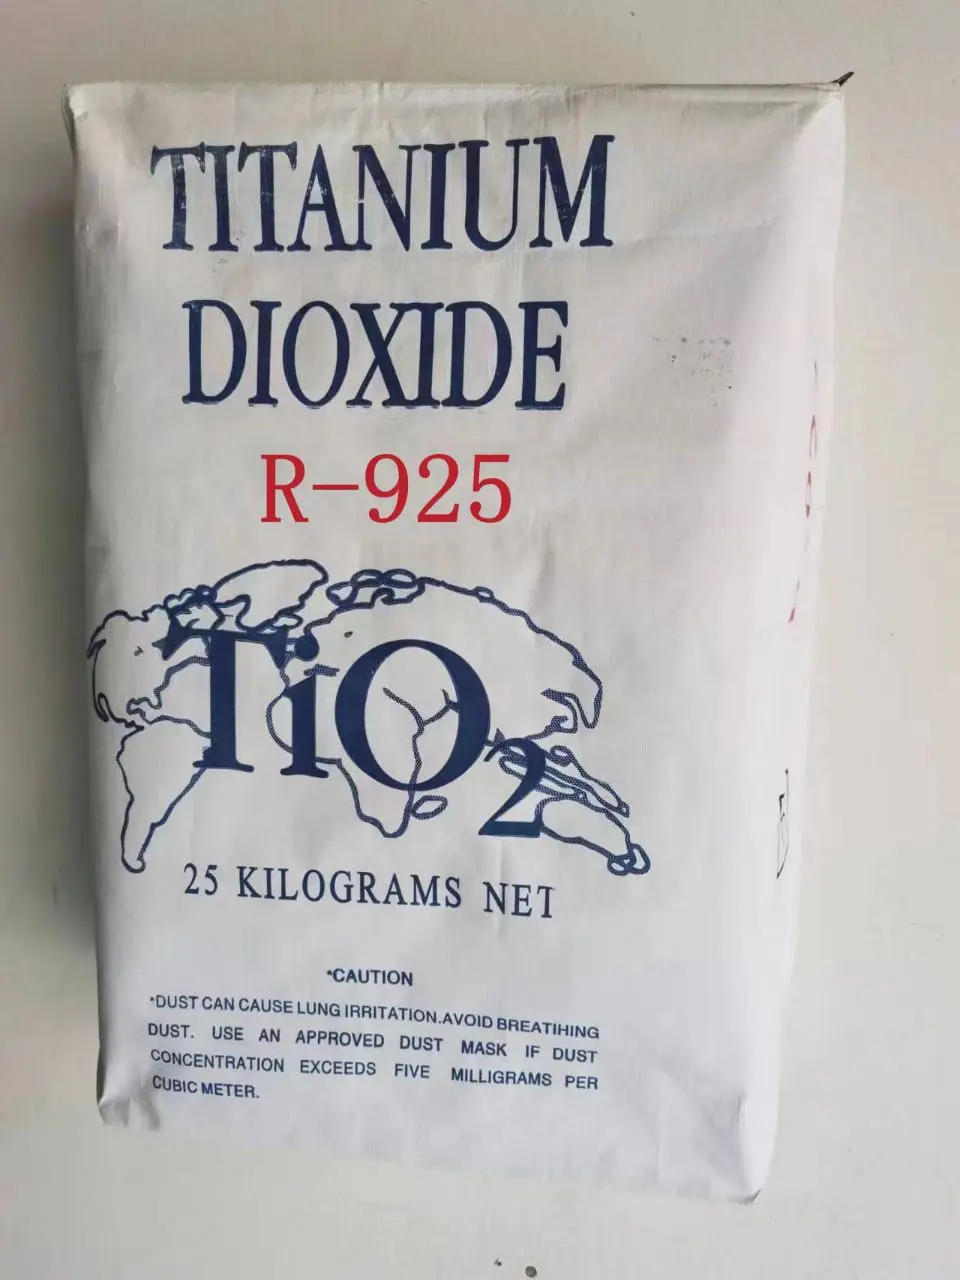 TITANIUM
DIOXIDE
R-925
TiO2
25 KILOGRAMS NET
*CAUTION
*DUST CAN CAUSE LUNG IRRITATION.AVOID BREATIHING
DUST. USE AN APPROVED DUST MASK IF DUST
CONCENTRATION EXCEEDS FIVE MILLIGRAMS PER
CUBIC METER.